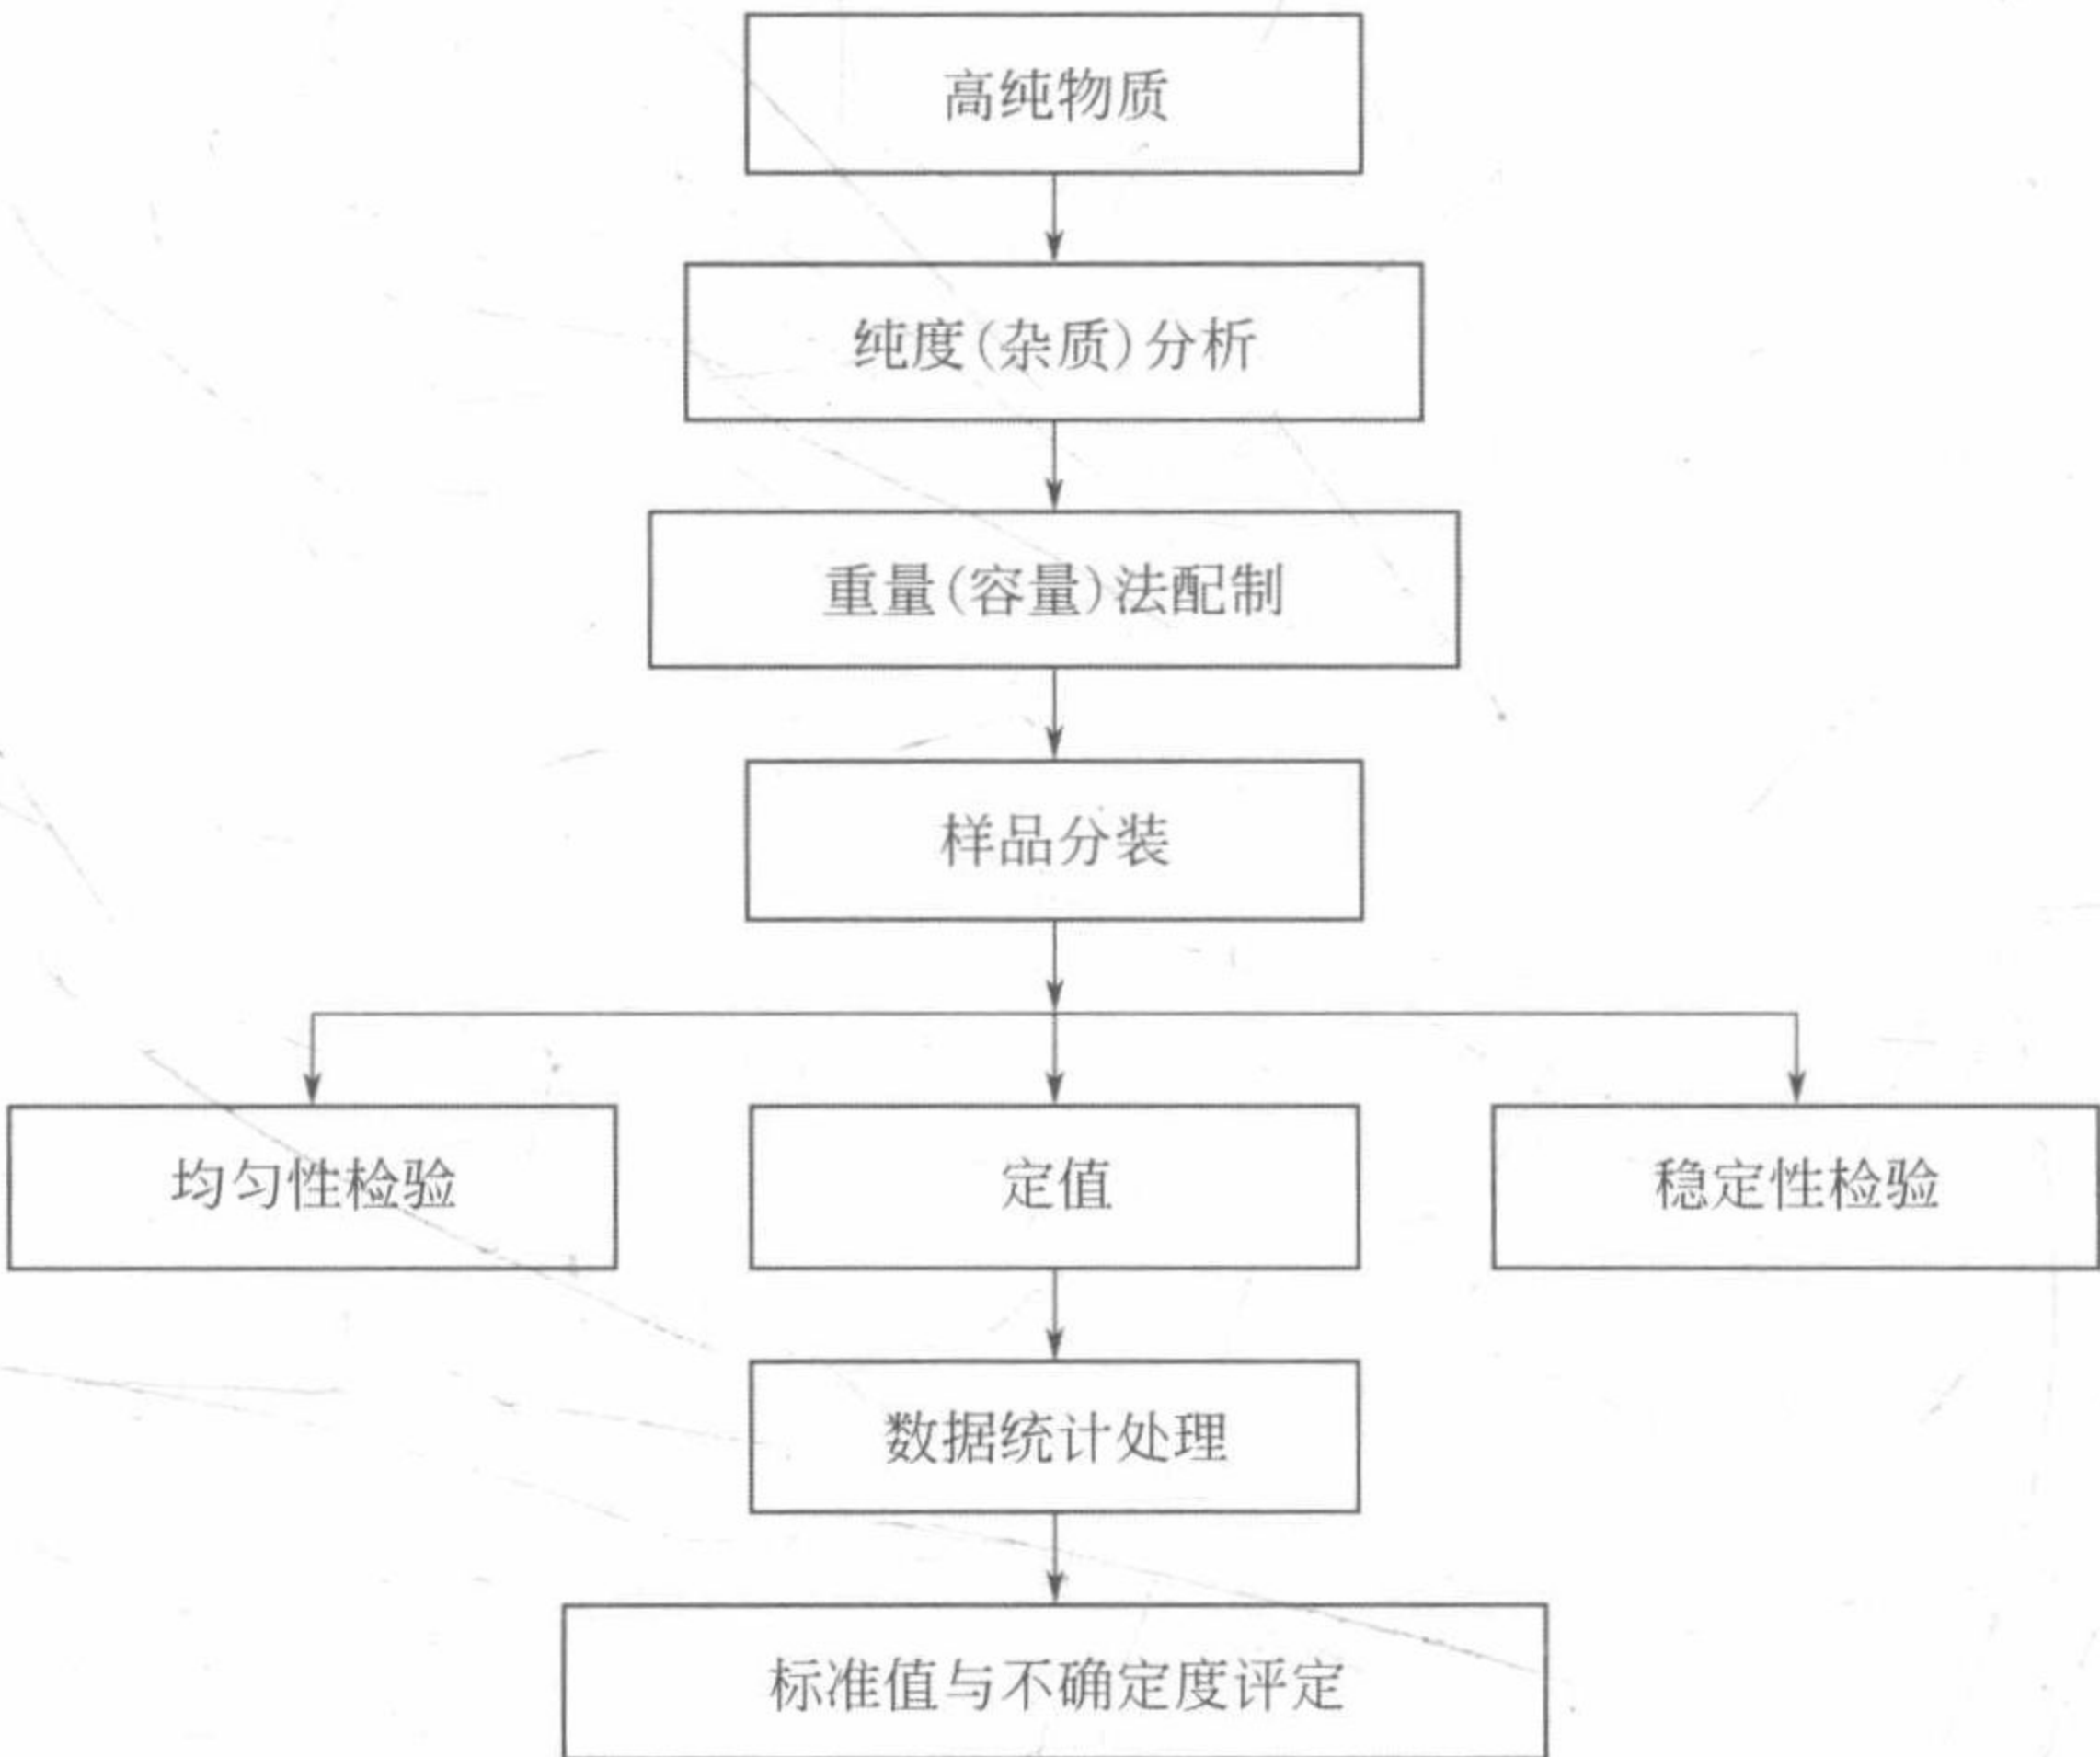 高纯物质
纯度(杂质)分析
重量(容量)法配制
样品分装
均匀性检验
定值
稳定性检验
数据统计处理
标准值与不确定度评定